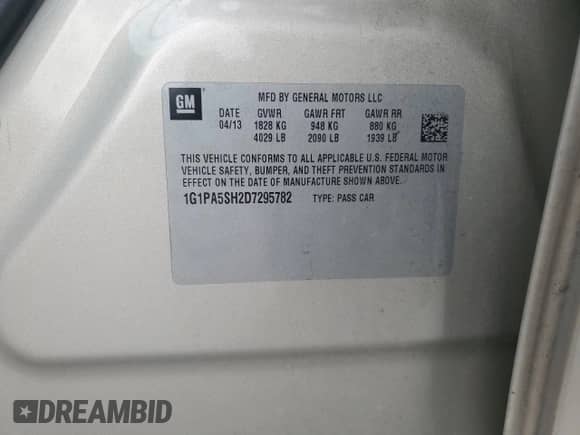 GM
MFD BY GENERAL MOTORS LLC
DATE GVWR GAWR FRT GAWR RR
04/13 1828 KG 948 KG 880 KG
4029 LB 2090 LB 1939 LB
THIS VEHICLE CONFORMS TO ALL APPLICABLE U.S. FEDERAL MOTOR
VEHICLE SAFETY, BUMPER, AND THEFT PREVENTION STANDARDS IN
EFFECT ON THE DATE OF MANUFACTURE SHOWN ABOVE.
1G1PA5SH2D7295782 TYPE: PASS CAR
DREAMBID